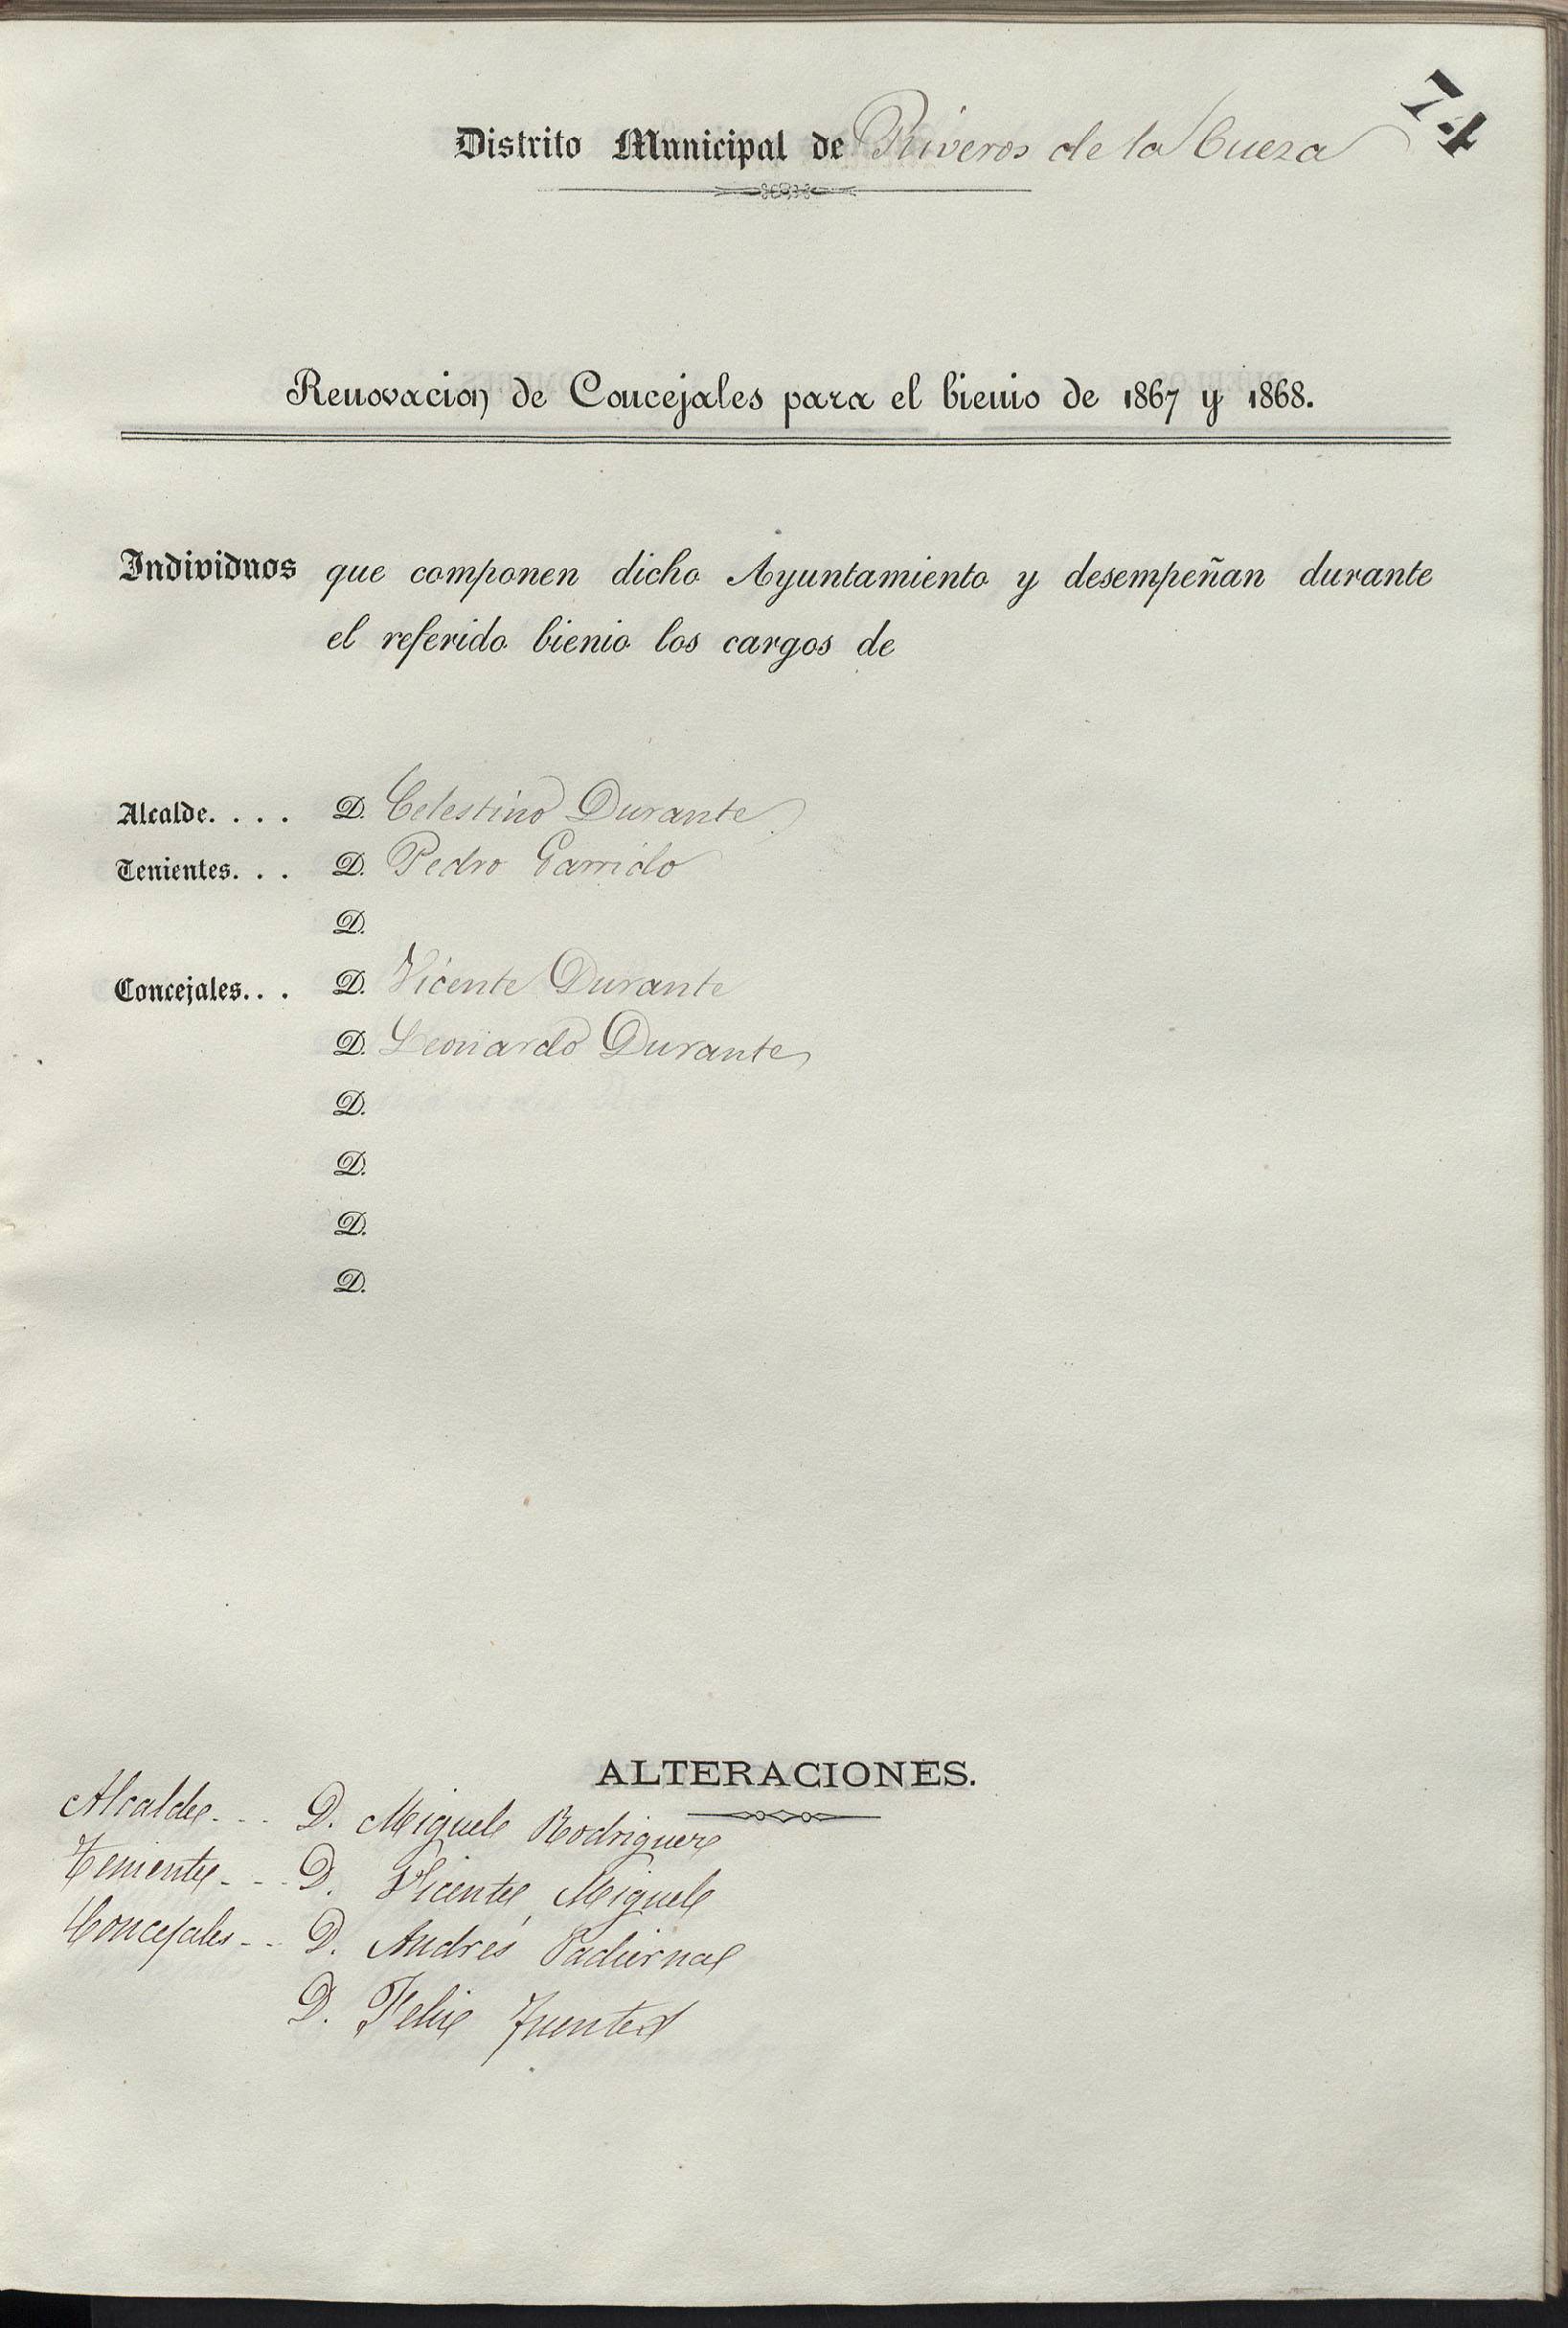 74
Distrito Municipal de Riveros de la Cueza
Renovacion de Concejales para el bienio de 1867 y 1868.
Individuos que componen dicho Ayuntamiento y desempeñan durante
el referido bienio los cargos de
Alcalde. . . . D. Celestino Durante
Tenientes. . . D. Pedro Garrido
D.
Concejales. . . D. Vicente Durante
D. Leonardo Durante
D.
D.
D.
D.
ALTERACIONES.
Alcalde - - - D. Miguel Rodriguez
Teniente - - - D. Vicente Miguel
Concejales - - D. Andrés Padierna
D. Felix Fuentes